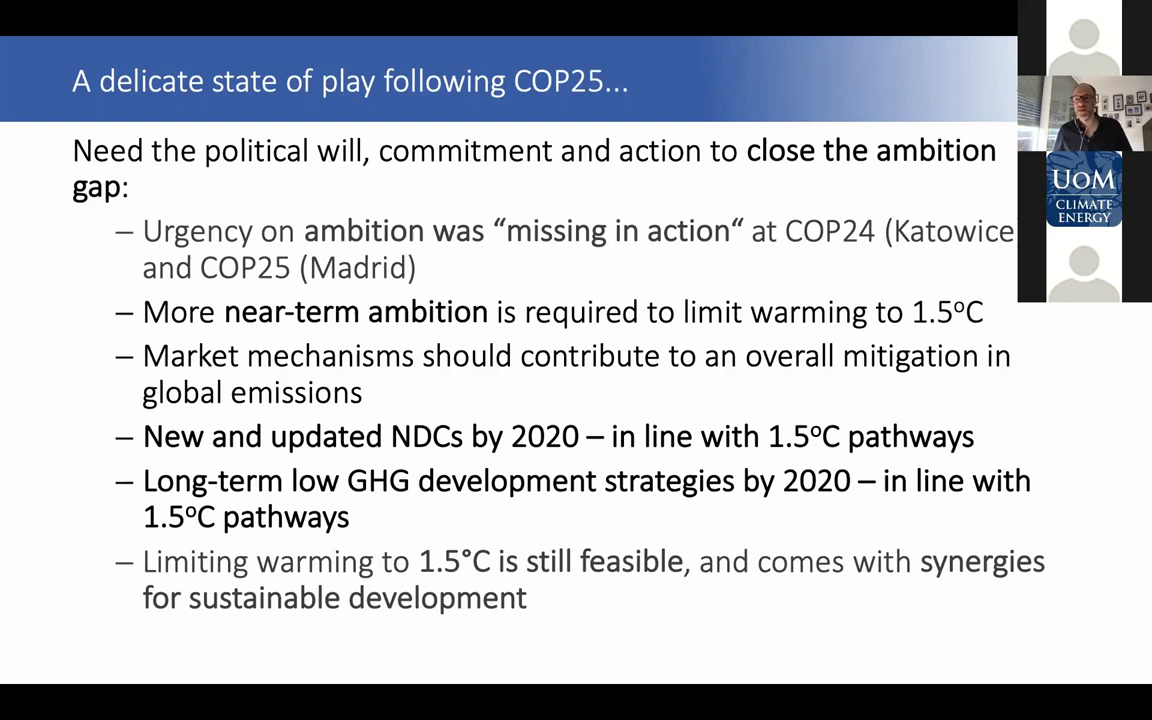 A delicate state of play following COP25...
Need the political will, commitment and action to close the ambition
gap:
– Urgency on ambition was “missing in action“ at COP24 (Katowice
and COP25 (Madrid)
– More near-term ambition is required to limit warming to 1.5ºC
– Market mechanisms should contribute to an overall mitigation in
global emissions
– New and updated NDCs by 2020 – in line with 1.5ºC pathways
– Long-term low GHG development strategies by 2020 – in line with
1.5ºC pathways
– Limiting warming to 1.5°C is still feasible, and comes with synergies
for sustainable development
UOM
CLIMATE
ENERGY